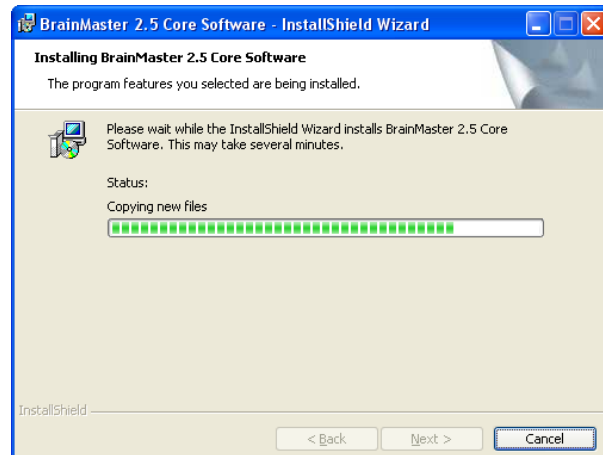 BrainMaster 2.5 Core Software - InstallShield Wizard
Installing BrainMaster 2.5 Core Software
The program features you selected are being installed.
Please wait while the InstallShield Wizard installs BrainMaster 2.5 Core
Software. This may take several minutes.
Status:
Copying new files
InstallShield
< Back Next > Cancel